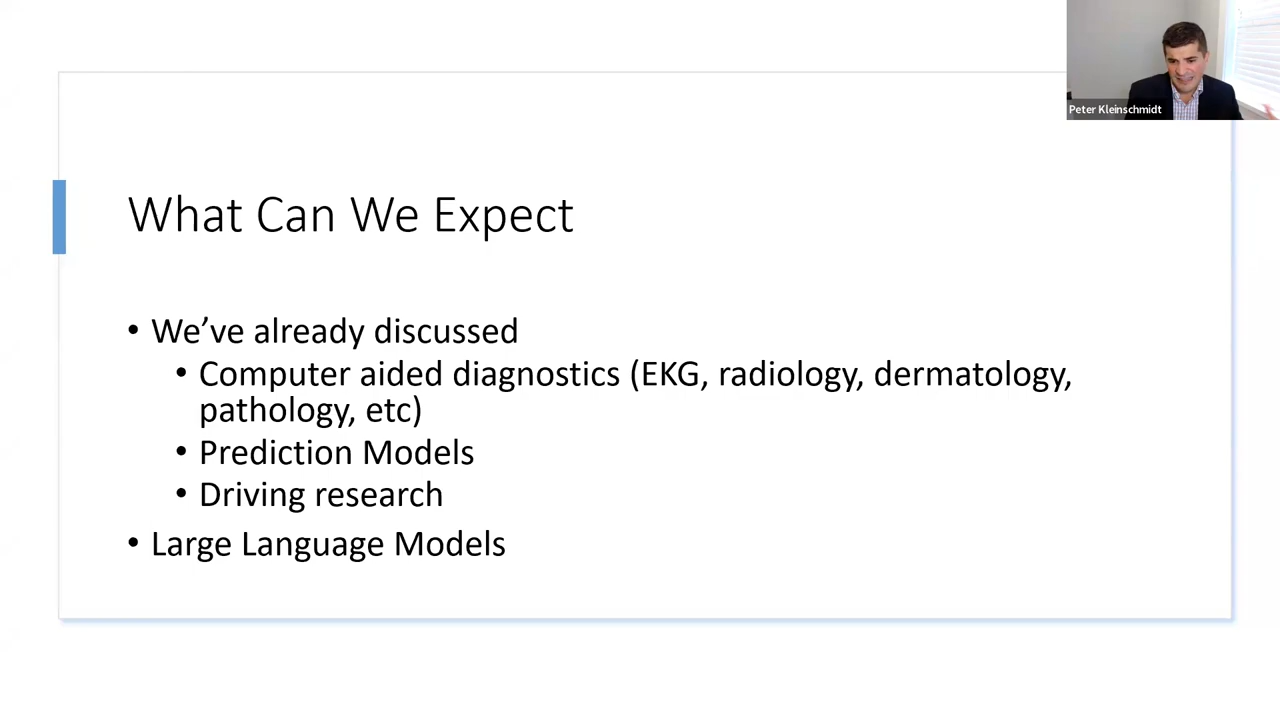 Peter Kleinschmidt
What Can We Expect
• We’ve already discussed
• Computer aided diagnostics (EKG, radiology, dermatology,
pathology, etc)
• Prediction Models
• Driving research
• Large Language Models